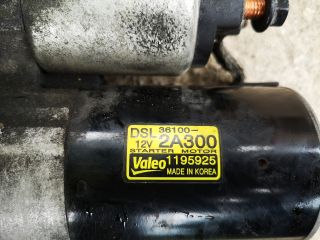 DSL 36100-
12V 2A300
STARTER MOTOR
Valeo 1195925
MADE IN KOREA